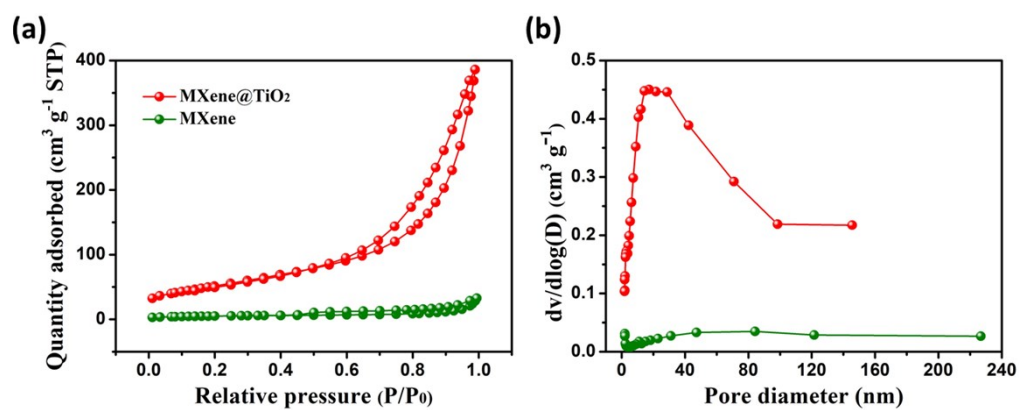 (a)
Quantity adsorbed (cm³ g⁻¹ STP)
400
300
200
100
0
MXene@TiO₂
MXene
0.0 0.2 0.4 0.6 0.8 1.0
Relative pressure (P/P₀)
(b)
dv/dlog(D) (cm³ g⁻¹)
0.5
0.4
0.3
0.2
0.1
0.0
0 40 80 120 160 200 240
Pore diameter (nm)